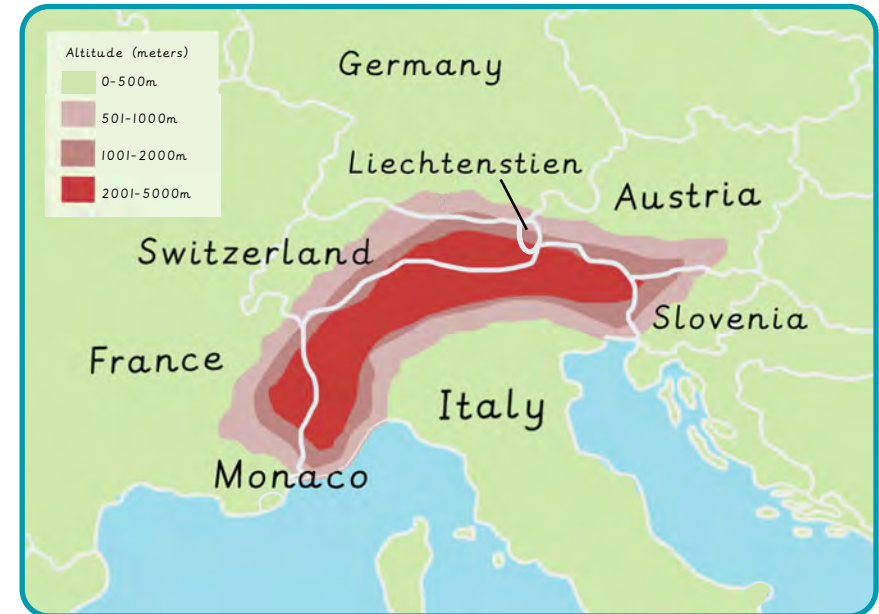 Altitude (meters)
0-500m
501-1000m
1001-2000m
2001-5000m
Germany
Liechtenstien
Austria
Switzerland
Slovenia
France
Italy
Monaco